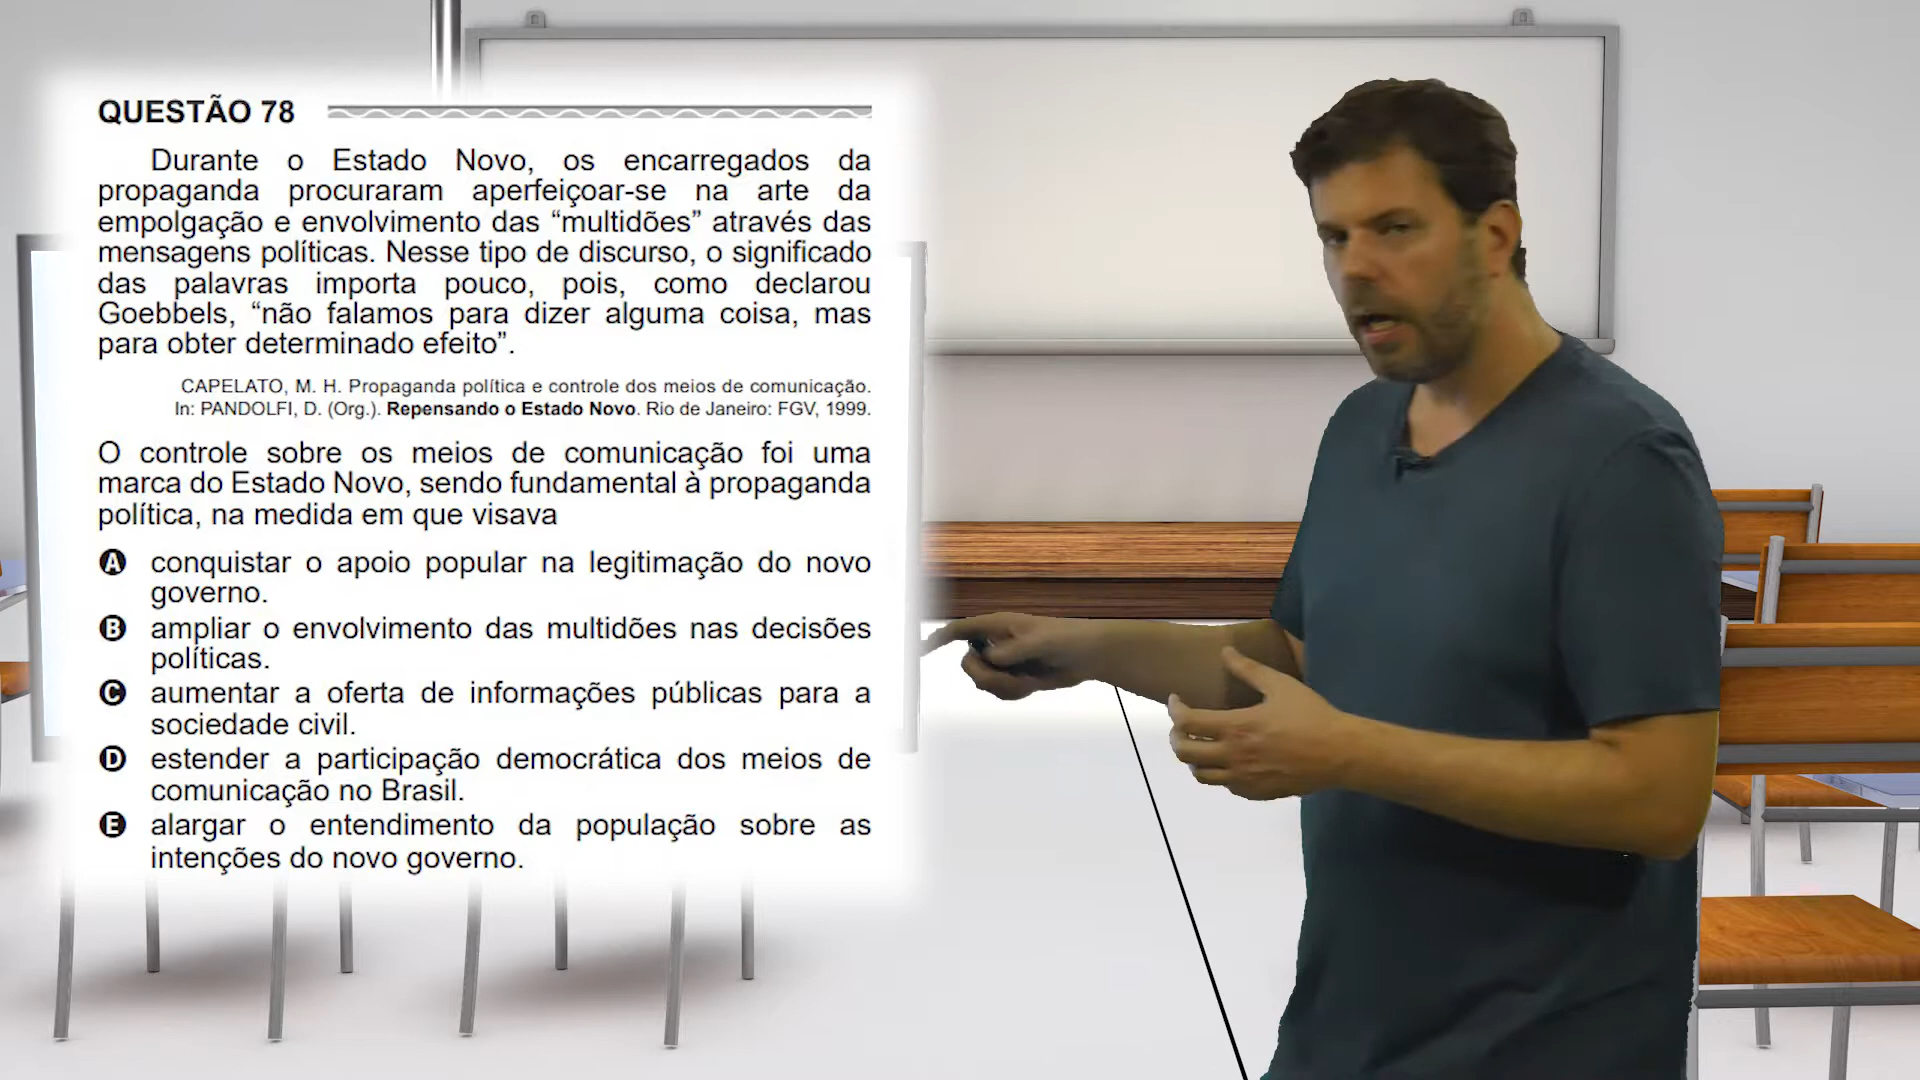 QUESTÃO 78
Durante o Estado Novo, os encarregados da
propaganda procuraram aperfeiçoar-se na arte da
empolgação e envolvimento das “multidões” através das
mensagens políticas. Nesse tipo de discurso, o significado
das palavras importa pouco, pois, como declarou
Goebbels, “não falamos para dizer alguma coisa, mas
para obter determinado efeito”.
CAPELATO, M. H. Propaganda política e controle dos meios de comunicação.
In: PANDOLFI, D. (Org.). Repensando o Estado Novo. Rio de Janeiro: FGV, 1999.
O controle sobre os meios de comunicação foi uma
marca do Estado Novo, sendo fundamental à propaganda
política, na medida em que visava
A conquistar o apoio popular na legitimação do novo
governo.
B ampliar o envolvimento das multidões nas decisões
políticas.
C aumentar a oferta de informações públicas para a
sociedade civil.
D estender a participação democrática dos meios de
comunicação no Brasil.
E alargar o entendimento da população sobre as
intenções do novo governo.